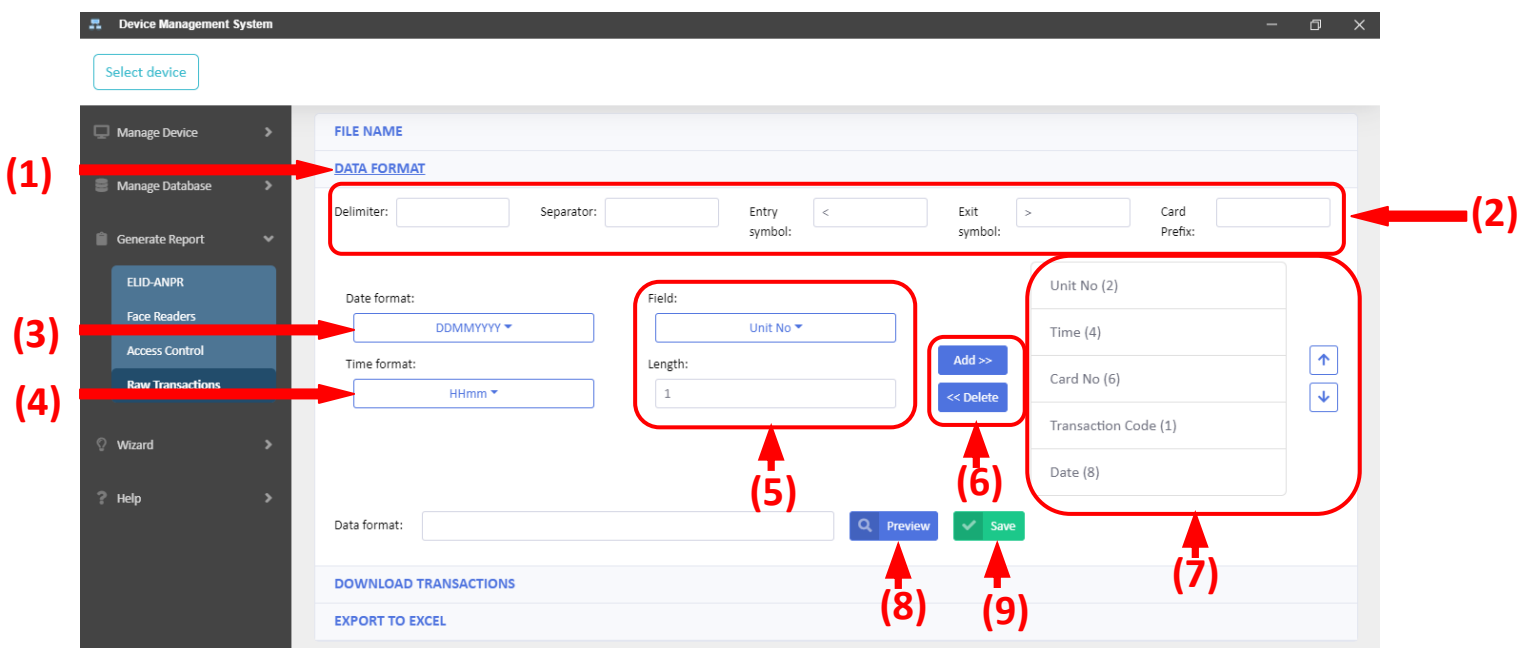 Device Management System
Select device
Manage Device
Manage Database
Generate Report
ELID-ANPR
Face Readers
Access Control
Raw Transactions
Wizard
Help
FILE NAME
(1)
DATA FORMAT
Delimiter:
Separator:
Entry symbol: <
Exit symbol: >
Card Prefix:
(2)
Date format:
DDMMYYYY
(3)
Time format:
HHmm
(4)
Field:
Unit No
Length:
1
(5)
Add >>
<< Delete
(6)
Unit No (2)
Time (4)
Card No (6)
Transaction Code (1)
Date (8)
(7)
Data format:
Preview
Save
(8)
(9)
DOWNLOAD TRANSACTIONS
EXPORT TO EXCEL